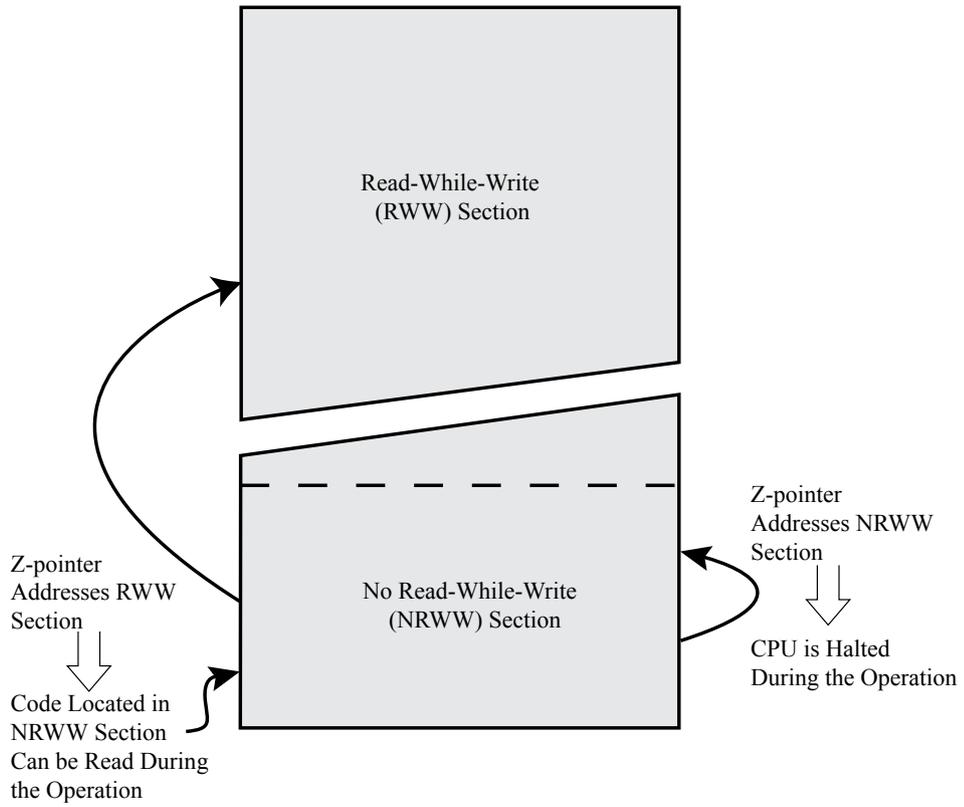 Read-While-Write
(RWW) Section
Z-pointer
Addresses NRWW
Section
CPU is Halted
During the Operation
Z-pointer
Addresses RWW
Section
Code Located in
NRWW Section
Can be Read During
the Operation
No Read-While-Write
(NRWW) Section